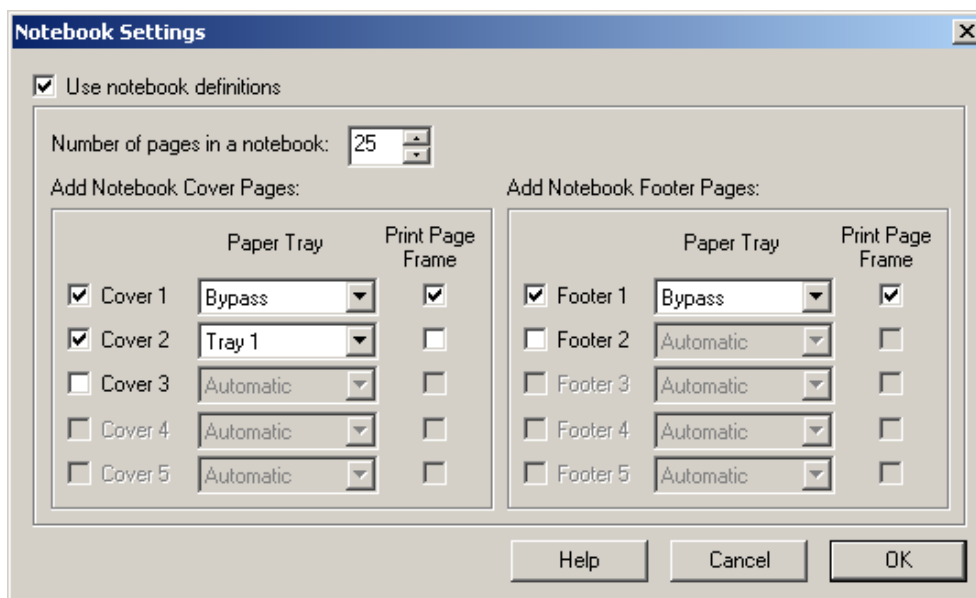 Notebook Settings
Use notebook definitions
Number of pages in a notebook: 25
Add Notebook Cover Pages:
Paper Tray
Print Page
Frame
Cover 1 Bypass
Cover 2 Tray 1
Cover 3 Automatic
Cover 4 Automatic
Cover 5 Automatic
Add Notebook Footer Pages:
Paper Tray
Print Page
Frame
Footer 1 Bypass
Footer 2 Automatic
Footer 3 Automatic
Footer 4 Automatic
Footer 5 Automatic
Help Cancel OK